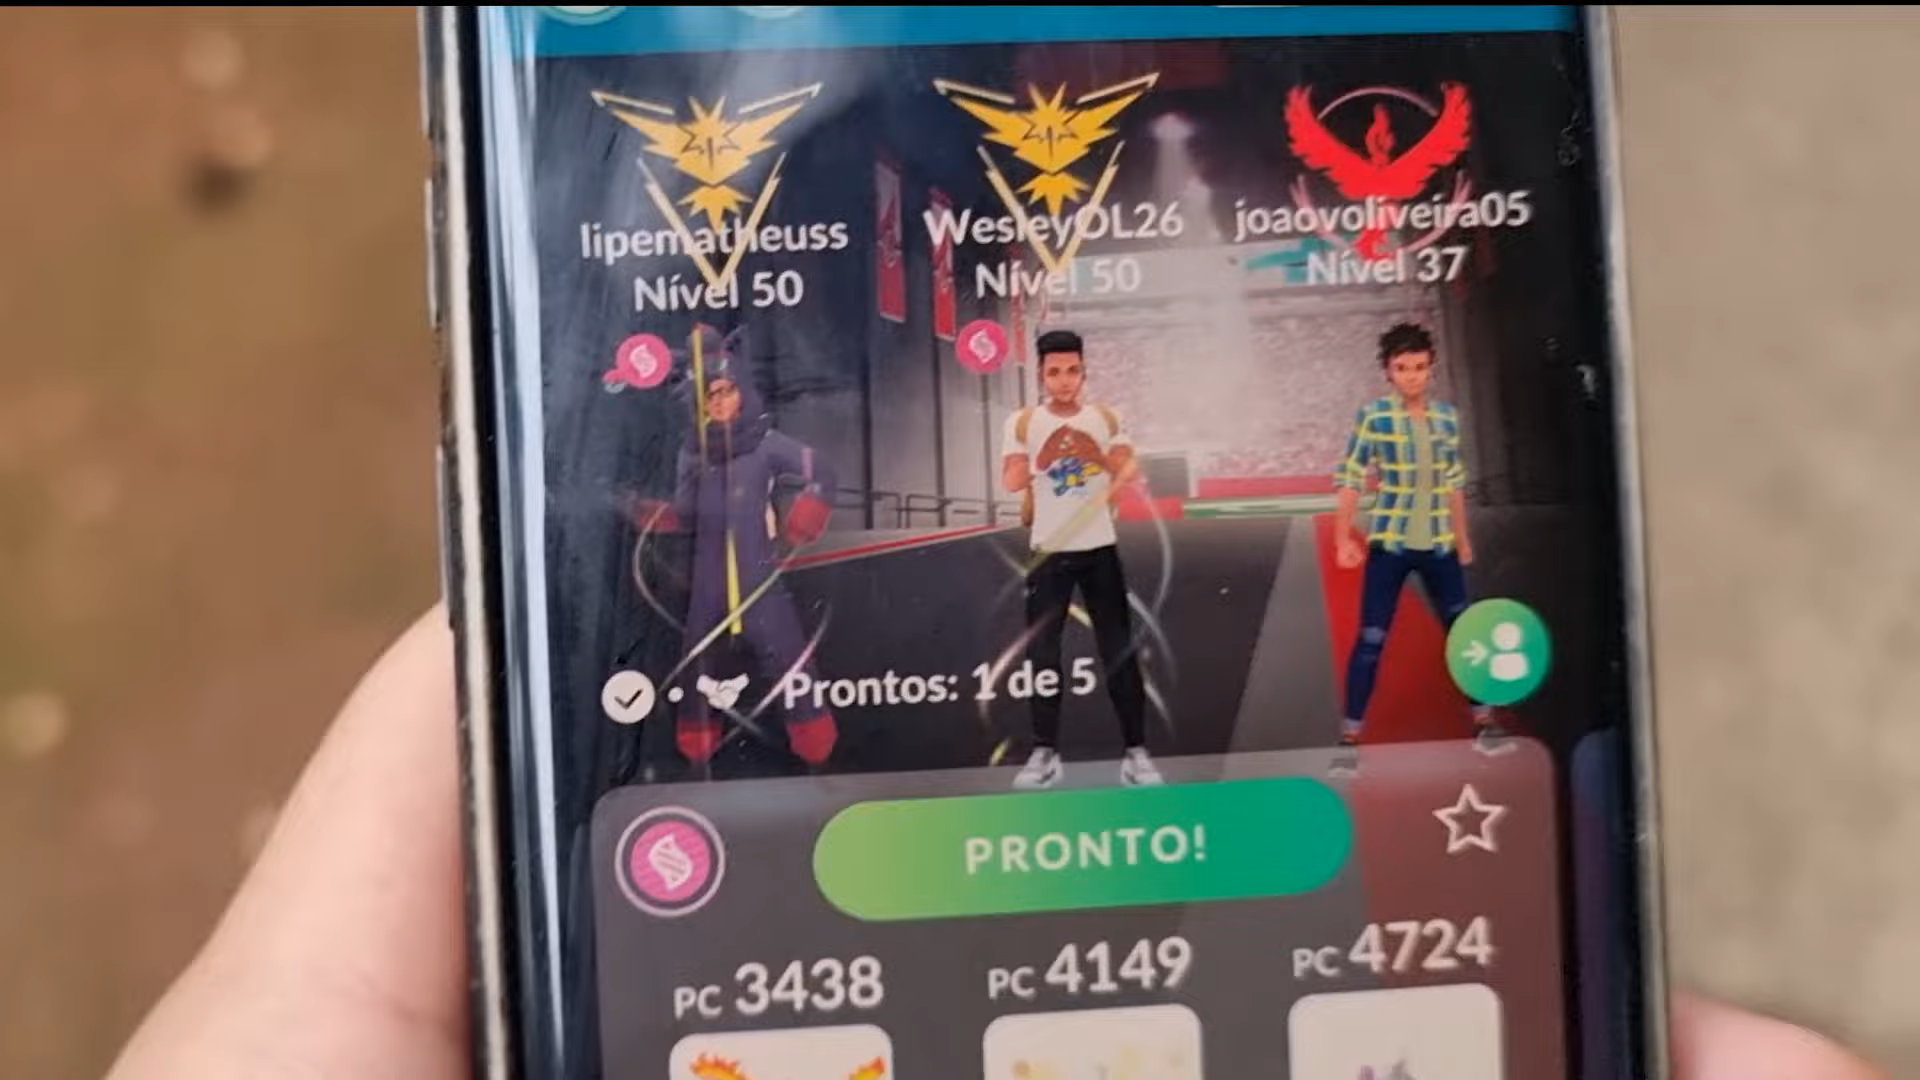 lipematheuss
Nível 50
WesleyOL26
Nível 50
joaovoliveira05
Nível 37
Prontos: 1 de 5
PRONTO!
PC 3438
PC 4149
PC 4724